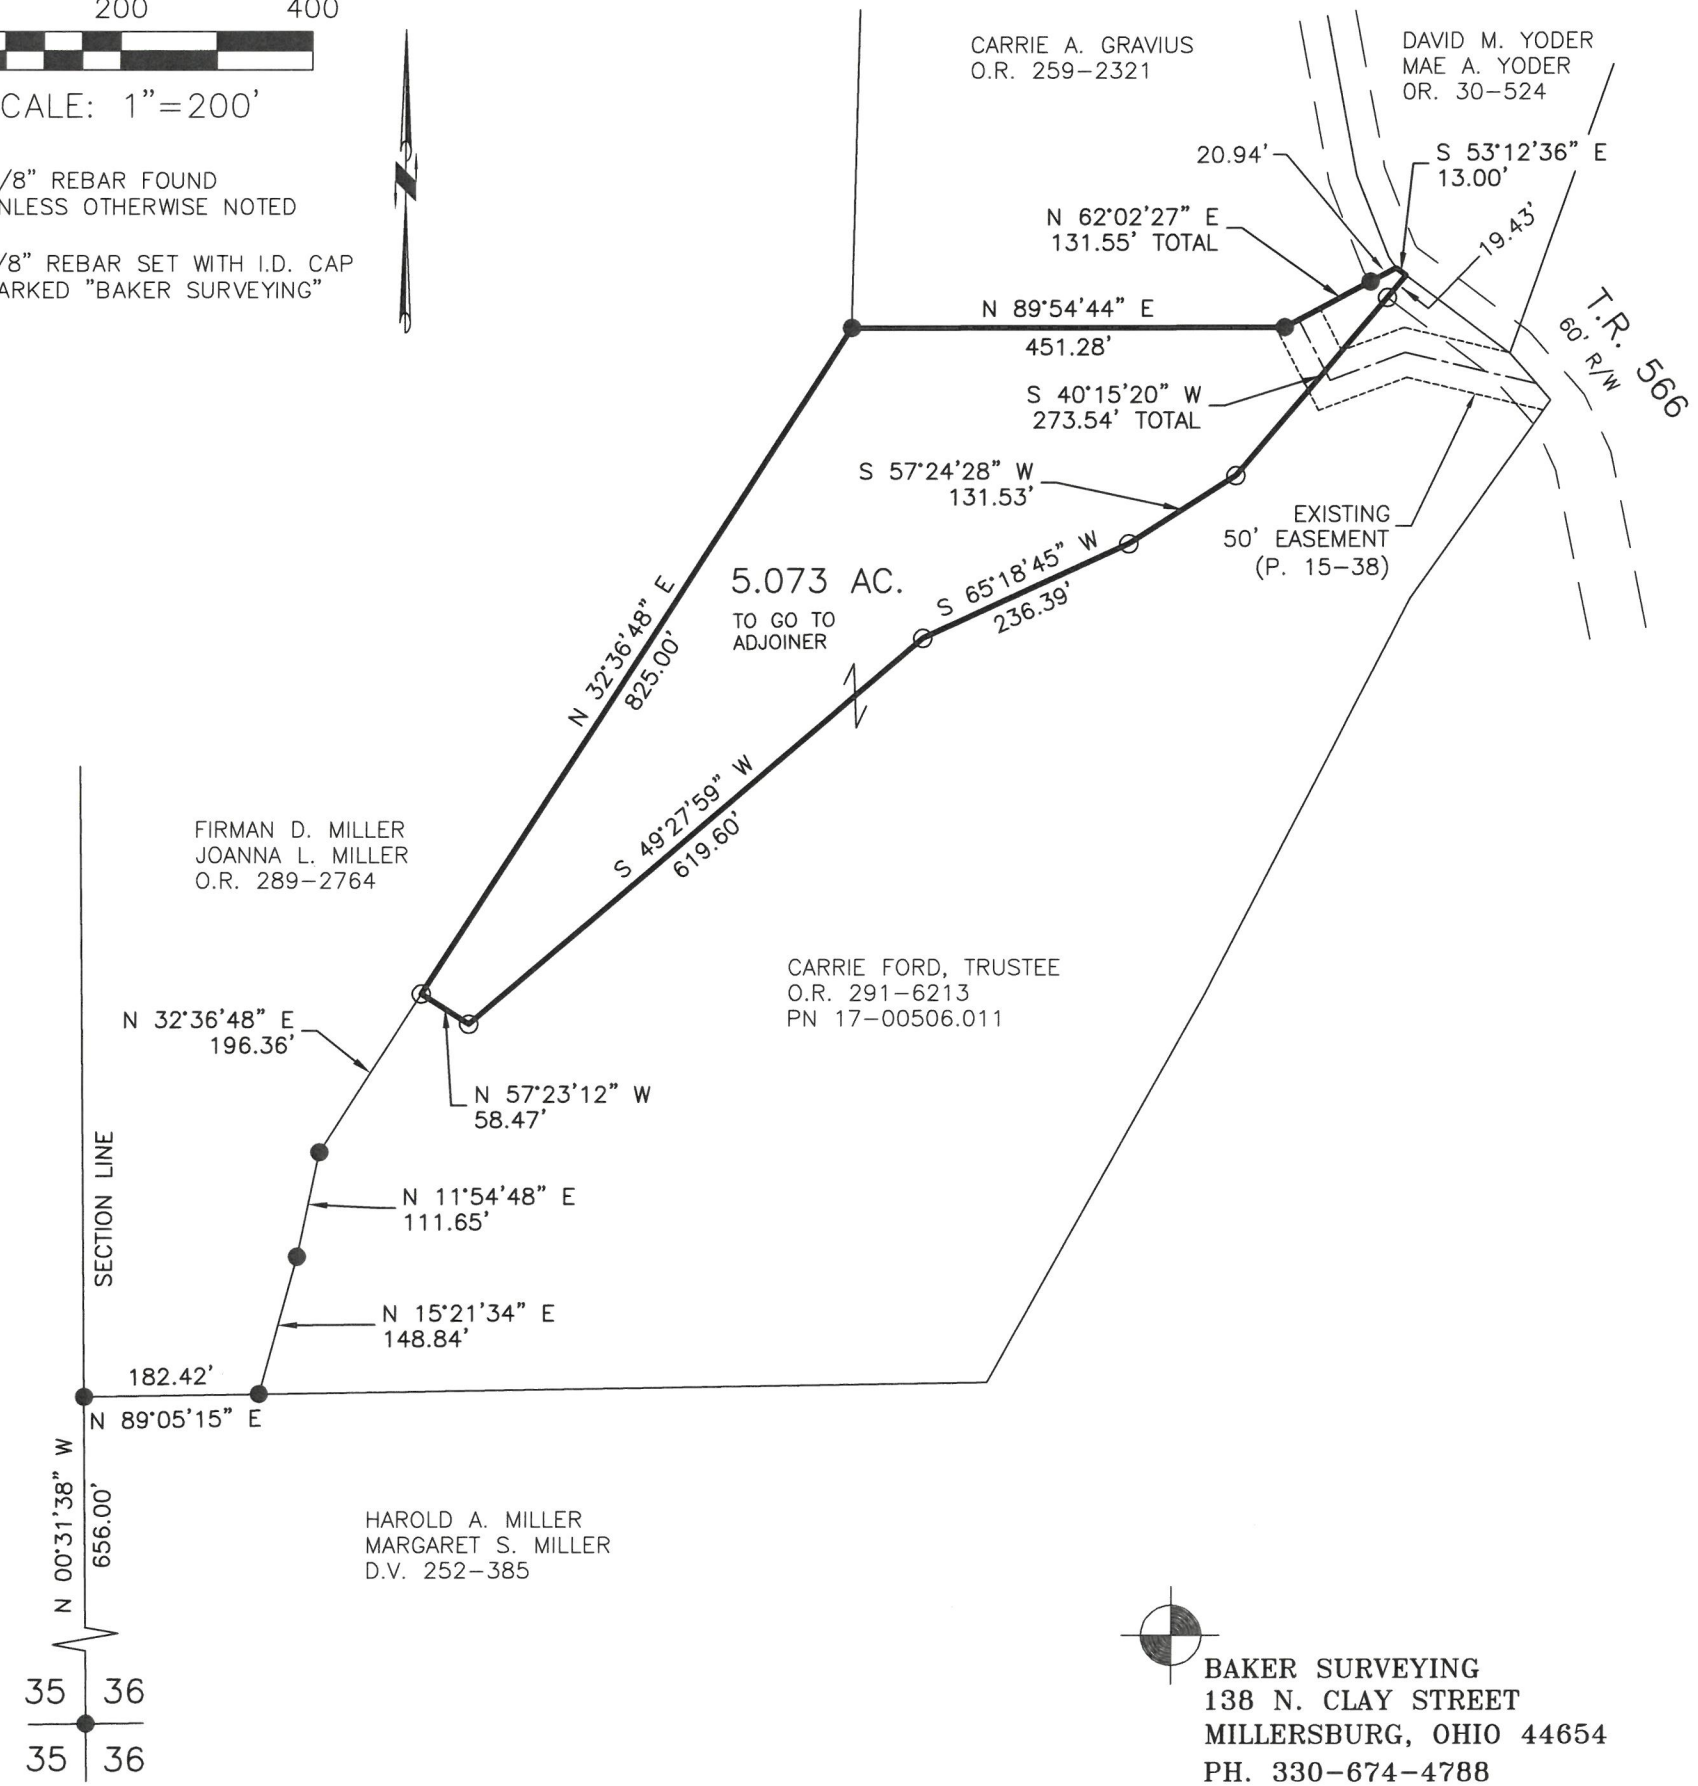 200 400
SCALE: 1"=200'
REBAR FOUND
UNLESS OTHERWISE NOTED
REBAR SET WITH I.D. CAP
MARKED "BAKER SURVEYING"
CARRIE A. GRAVIUS
O.R. 259-2321
DAVID M. YODER
MAE A. YODER
OR. 30-524
20.94'
S 53°12'36" E
13.00'
N 62°02'27" E
131.55' TOTAL
19.43'
N 89°54'44" E
451.28'
T.R. 566
60' R/W
S 40°15'20" W
273.54' TOTAL
S 57°24'28" W
131.53'
EXISTING
50' EASEMENT
(P. 15-38)
S 65°18'45" W
236.39'
5.073 AC.
TO GO TO
ADJOINER
N 32°36'48" E
825.00'
S 49°27'59" W
619.60'
FIRMAN D. MILLER
JOANNA L. MILLER
O.R. 289-2764
CARRIE FORD, TRUSTEE
O.R. 291-6213
PN 17-00506.011
N 32°36'48" E
196.36'
N 57°23'12" W
58.47'
SECTION LINE
N 11°54'48" E
111.65'
N 15°21'34" E
148.84'
182.42'
N 89°05'15" E
N 00°31'38" W
656.00'
HAROLD A. MILLER
MARGARET S. MILLER
D.V. 252-385
35 36
35 36
BAKER SURVEYING
138 N. CLAY STREET
MILLERSBURG, OHIO 44654
PH. 330-674-4788